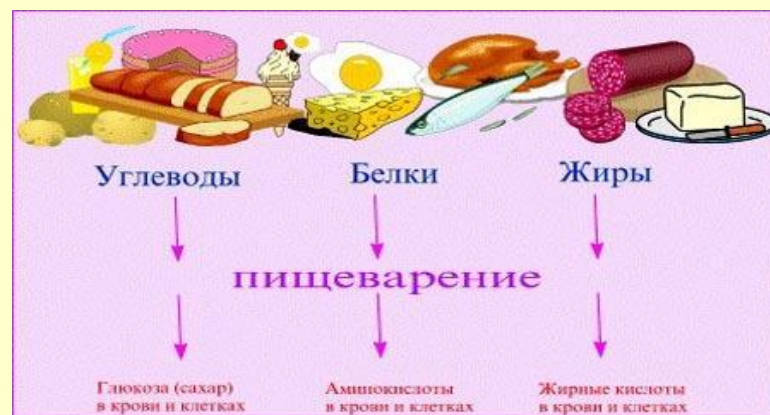 Углеводы Белки Жиры
пищеварение
Глюкоза (сахар) Аминокислоты Жирные кислоты
в крови и клетках в крови и клетках в крови и клетках